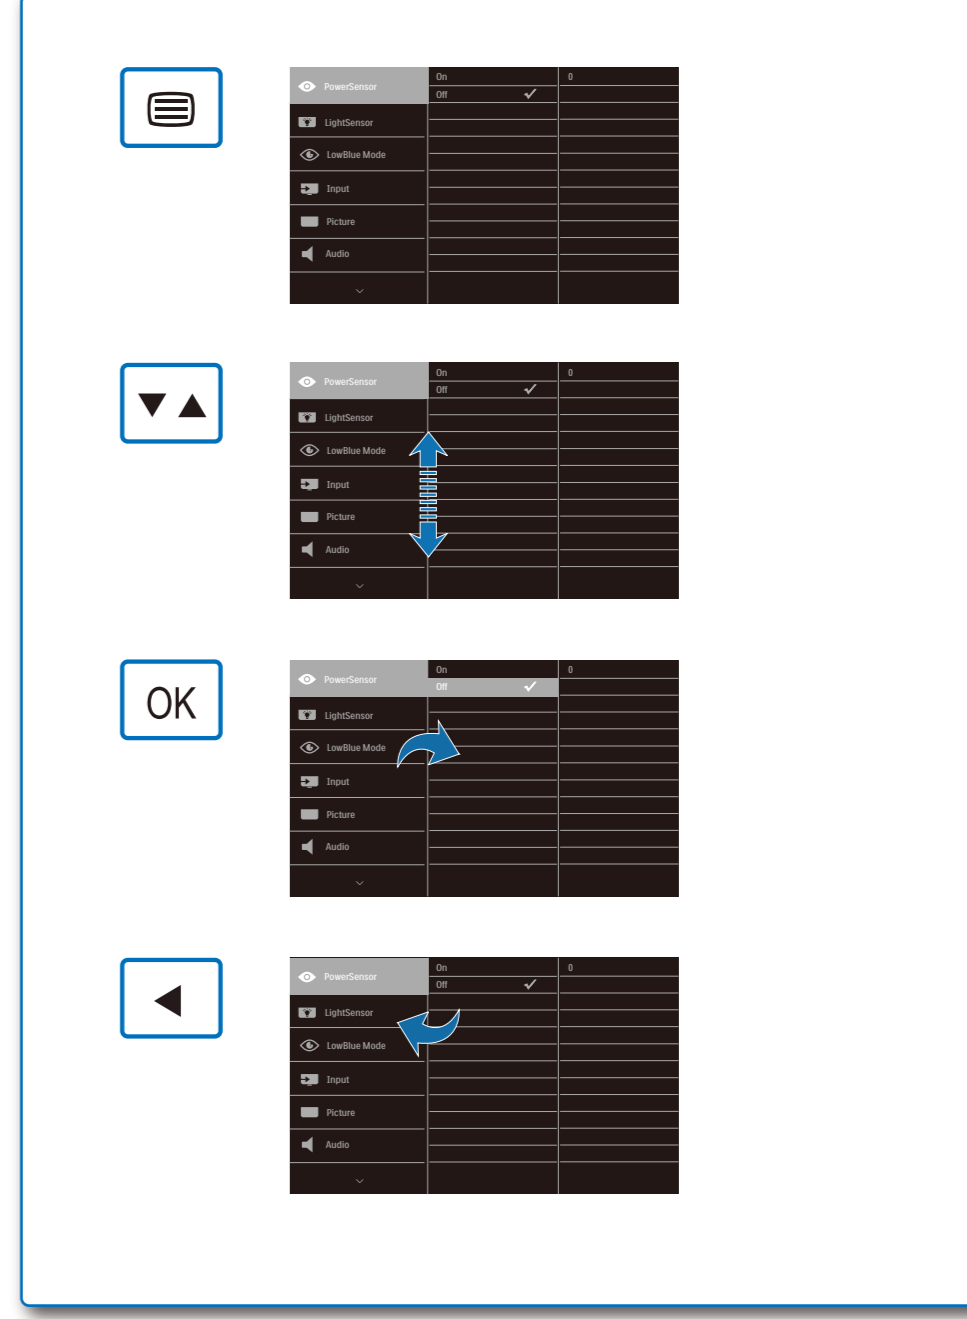 PowerSensor
On
0
Off
LightSensor
LowBlue Mode
Input
Picture
Audio
PowerSensor
On
0
Off
LightSensor
LowBlue Mode
Input
Picture
Audio
OK
PowerSensor
On
0
Off
LightSensor
LowBlue Mode
Input
Picture
Audio
PowerSensor
On
0
Off
LightSensor
LowBlue Mode
Input
Picture
Audio